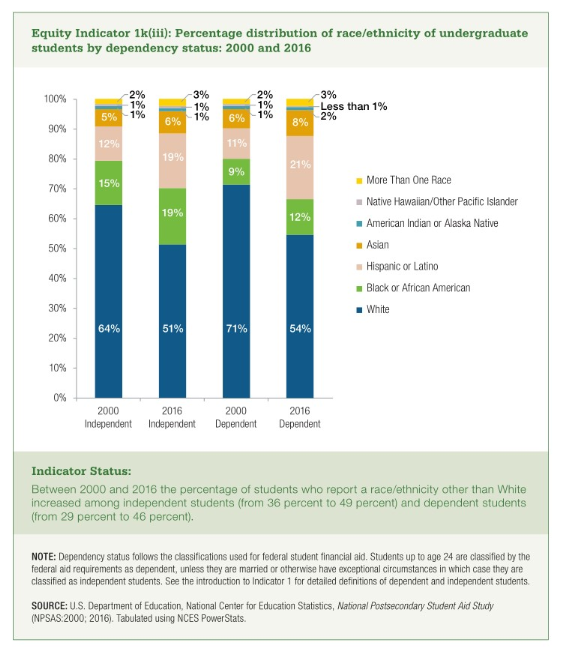 Equity Indicator 1k(iii): Percentage distribution of race/ethnicity of undergraduate
students by dependency status: 2000 and 2016
100%
90%
80%
70%
60%
50%
40%
30%
20%
10%
0%
2%
1%
1%
5%
12%
15%
64%
3%
1%
1%
6%
19%
19%
51%
2%
1%
1%
6%
11%
9%
71%
3%
Less than 1%
2%
8%
21%
12%
54%
2000
Independent
2016
Independent
2000
Dependent
2016
Dependent
More Than One Race
Native Hawaiian/Other Pacific Islander
American Indian or Alaska Native
Asian
Hispanic or Latino
Black or African American
White
Indicator Status:
Between 2000 and 2016 the percentage of students who report a race/ethnicity other than White
increased among independent students (from 36 percent to 49 percent) and dependent students
(from 29 percent to 46 percent).
NOTE: Dependency status follows the classifications used for federal student financial aid. Students up to age 24 are classified by the
federal aid requirements as dependent, unless they are married or otherwise have exceptional circumstances in which case they are
classified as independent students. See the introduction to Indicator 1 for detailed definitions of dependent and independent students.
SOURCE: U.S. Department of Education, National Center for Education Statistics, National Postsecondary Student Aid Study
(NPSAS:2000; 2016). Tabulated using NCES PowerStats.